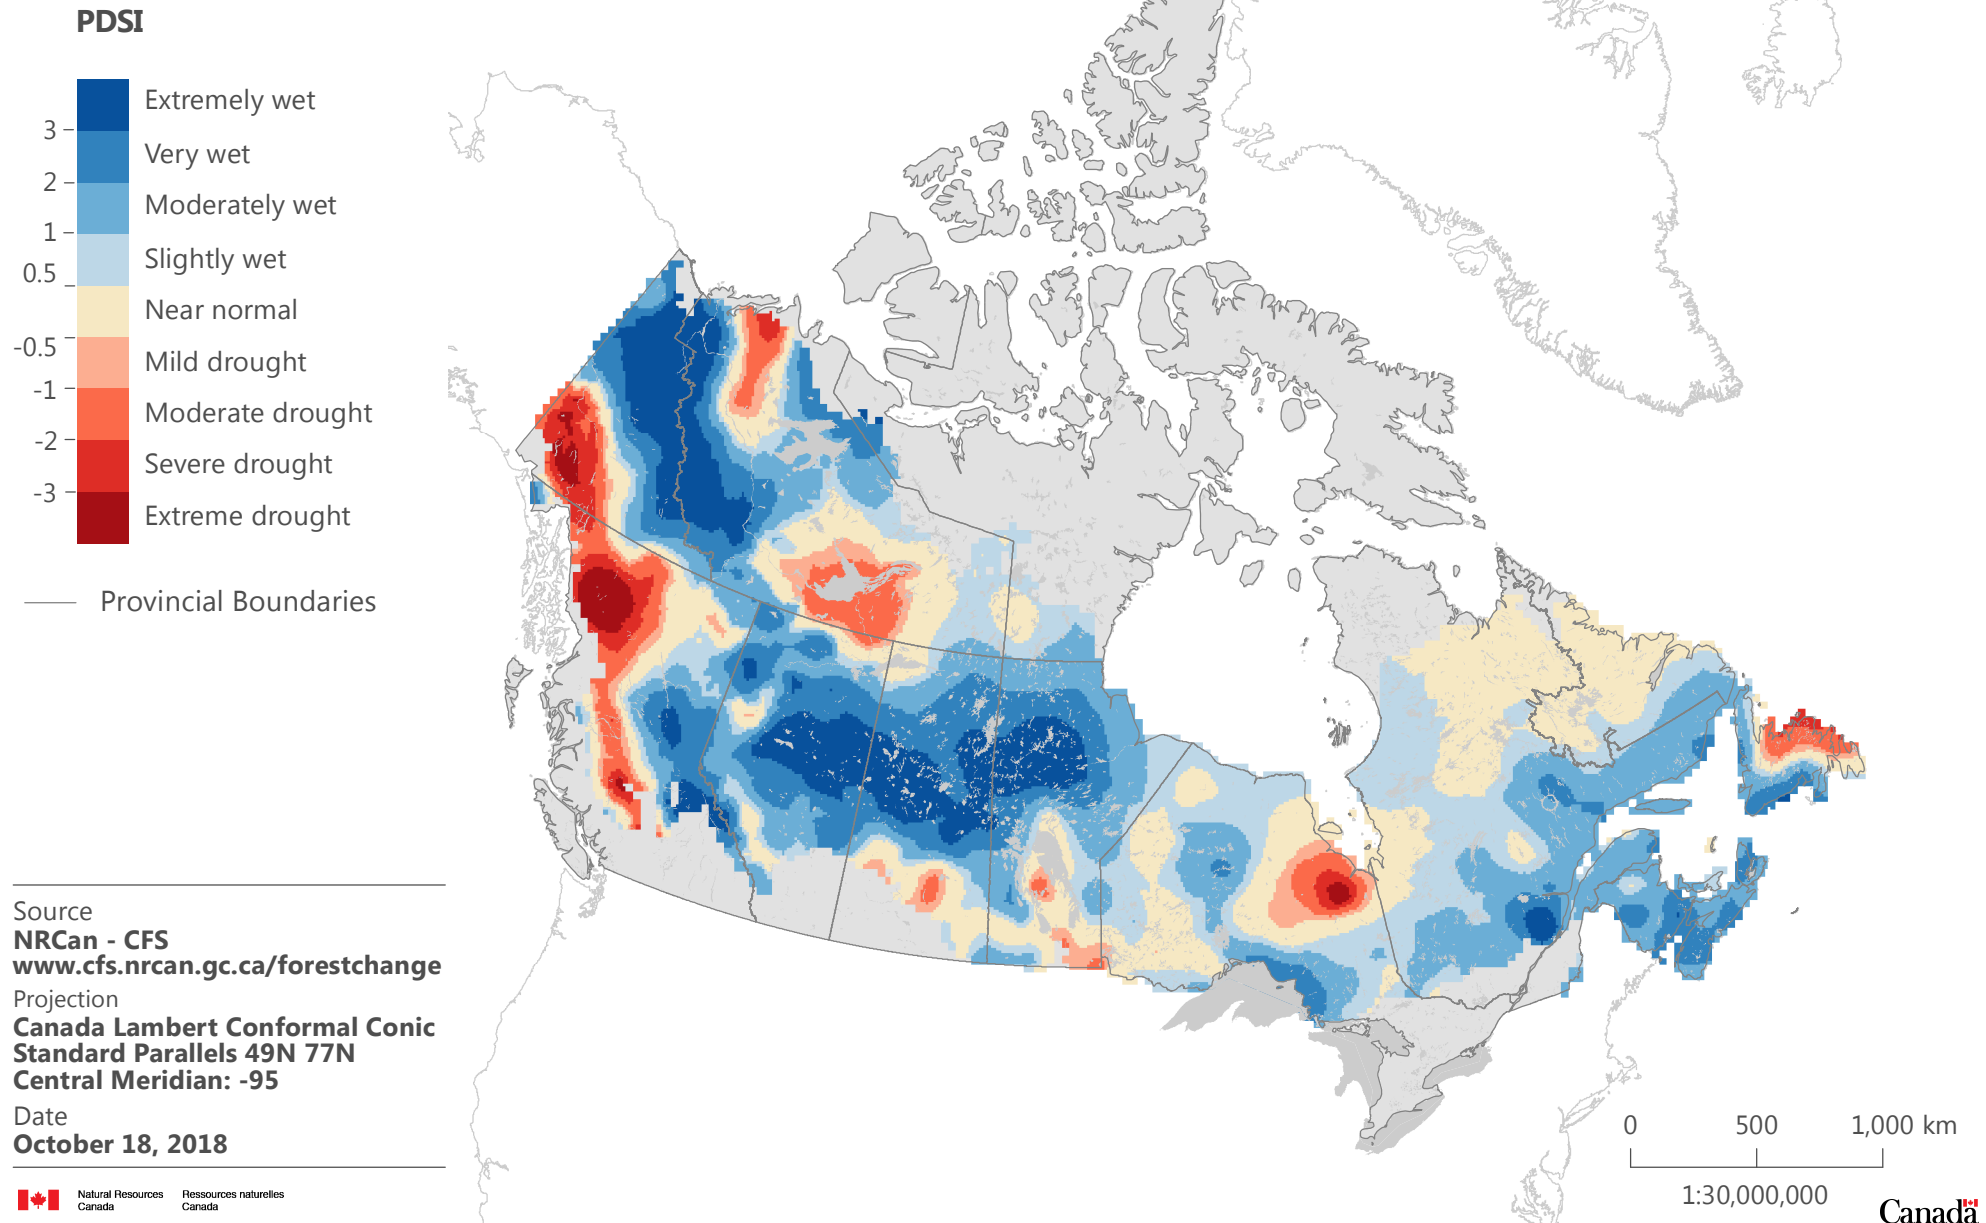 PDSI
Extremely wet
3
Very wet
2
Moderately wet
1
Slightly wet
0.5
Near normal
-0.5
Mild drought
-1
Moderate drought
-2
Severe drought
-3
Extreme drought
Provincial Boundaries
Source
NRCan - CFS
www.cfs.nrcan.gc.ca/forestchange
Projection
Canada Lambert Conformal Conic
Standard Parallels 49N 77N
Central Meridian: -95
Date
October 18, 2018
Natural Resources Ressources naturelles
Canada Canada
0 500 1,000 km
1:30,000,000
Canada